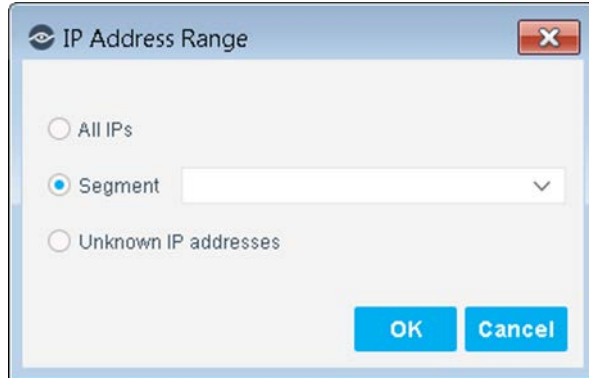 IP Address Range
All IPs
Segment
Unknown IP addresses
OK Cancel